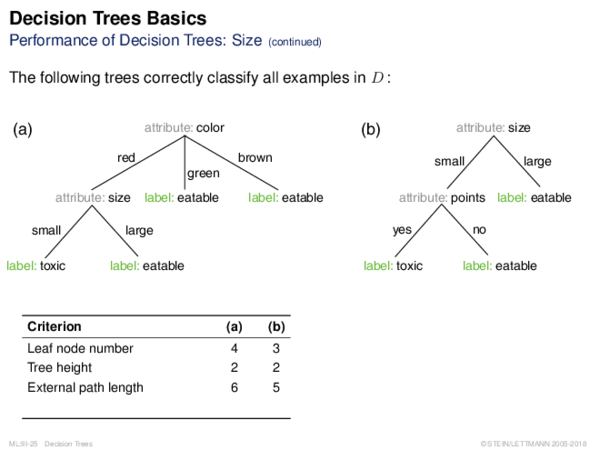 Decision Trees Basics
Performance of Decision Trees: Size (continued)
The following trees correctly classify all examples in D :
(a)
attribute: color
red
green
brown
attribute: size
label: eatable
label: eatable
small
large
label: toxic
label: eatable
(b)
attribute: size
small
large
attribute: points
label: eatable
yes
no
label: toxic
label: eatable
Criterion (a) (b)
Leaf node number 4 3
Tree height 2 2
External path length 6 5
ML:III-25 Decision Trees
© STEIN/LETTMANN 2005-2018